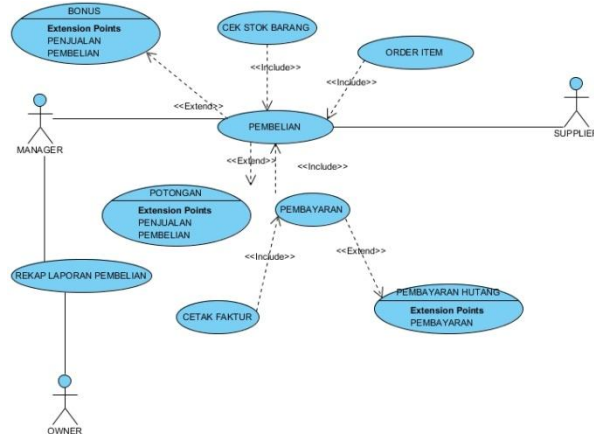 BONUS
Extension Points
PENJUALAN
PEMBELIAN
CEK STOK BARANG
ORDER ITEM
<<Include>>
<<Include>>
<<Extend>>
MANAGER
PEMBELIAN
SUPPLIER
<<Extend>>
<<Include>>
POTONGAN
Extension Points
PENJUALAN
PEMBELIAN
PEMBAYARAN
<<Include>>
<<Extend>>
REKAP LAPORAN PEMBELIAN
CETAK FAKTUR
PEMBAYARAN HUTANG
Extension Points
PEMBAYARAN
OWNER